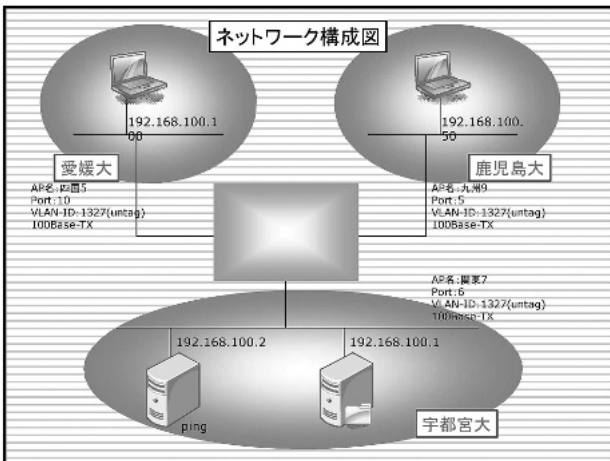 ネットワーク構成図
192.168.100.1
00
192.168.100.
50
愛媛大
鹿児島大
AP名:四国5
Port:10
VLAN-ID:1327(untag)
100Base-TX
AP名:九州9
Port:5
VLAN-ID:1327(untag)
100Base-TX
AP名:関東7
Port:6
VLAN-ID:1327(untag)
100Base-TX
192.168.100.2
192.168.100.1
ping
宇都宮大